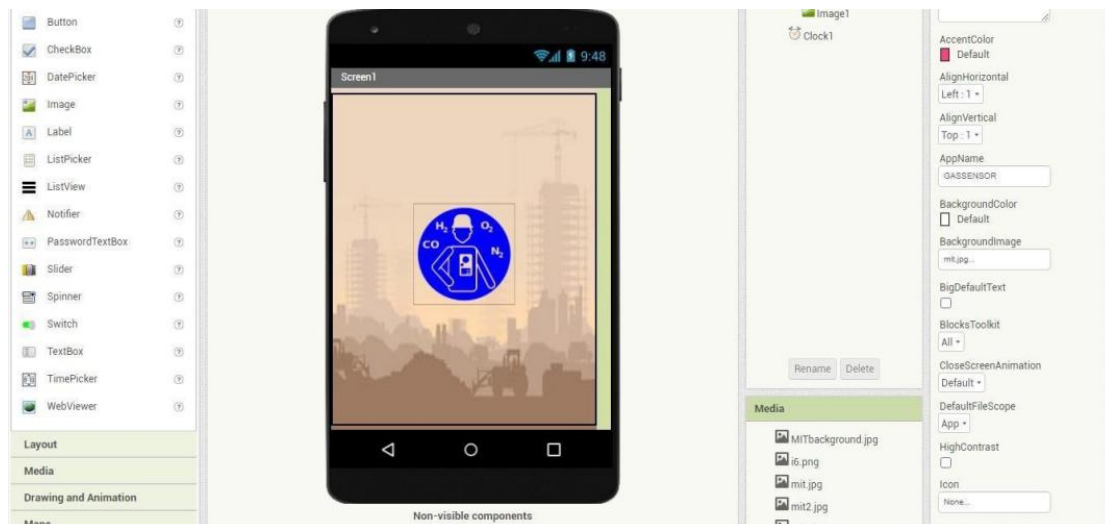 Button
CheckBox
DatePicker
Image
Label
ListPicker
ListView
Notifier
PasswordTextBox
Slider
Spinner
Switch
TextBox
TimePicker
WebViewer
Layout
Media
Drawing and Animation
Maps
9:48
Screen1
H2 O2
CO N2
Non-visible components
Image1
Clock1
Rename Delete
Media
MITbackground.jpg
i6.png
mit.jpg
mit2.jpg
AccentColor
Default
AlignHorizontal
Left : 1
AlignVertical
Top : 1
AppName
GASSENSOR
BackgroundColor
Default
BackgroundImage
mit.jpg...
BigDefaultText
BlocksToolkit
All
CloseScreenAnimation
Default
DefaultFileScope
App
HighContrast
Icon
None...